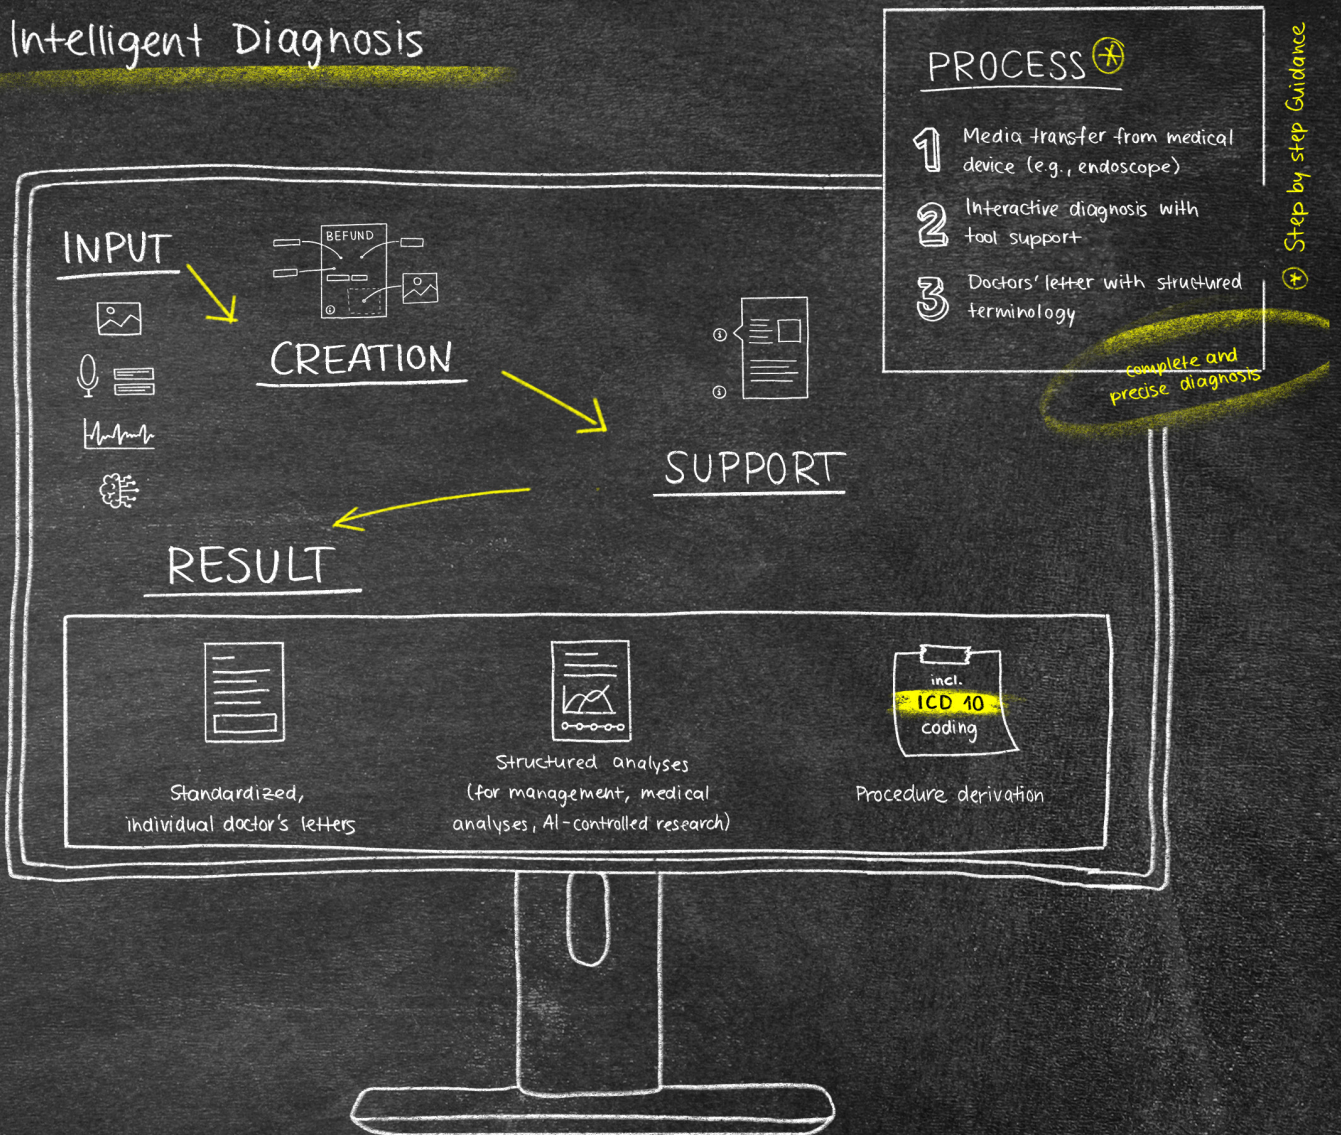 Intelligent Diagnosis
PROCESS
1 Media transfer from medical
device (e.g., endoscope)
2 Interactive diagnosis with
tool support
3 Doctors' letter with structured
terminology
complete and
precise diagnosis
* Step by step Guidance
INPUT
BEFUND
i
CREATION
i
i
SUPPORT
RESULT
Standardized,
individual doctor's letters
Structured analyses
(for management, medical
analyses, AI-controlled research)
incl.
ICD 10
coding
Procedure derivation